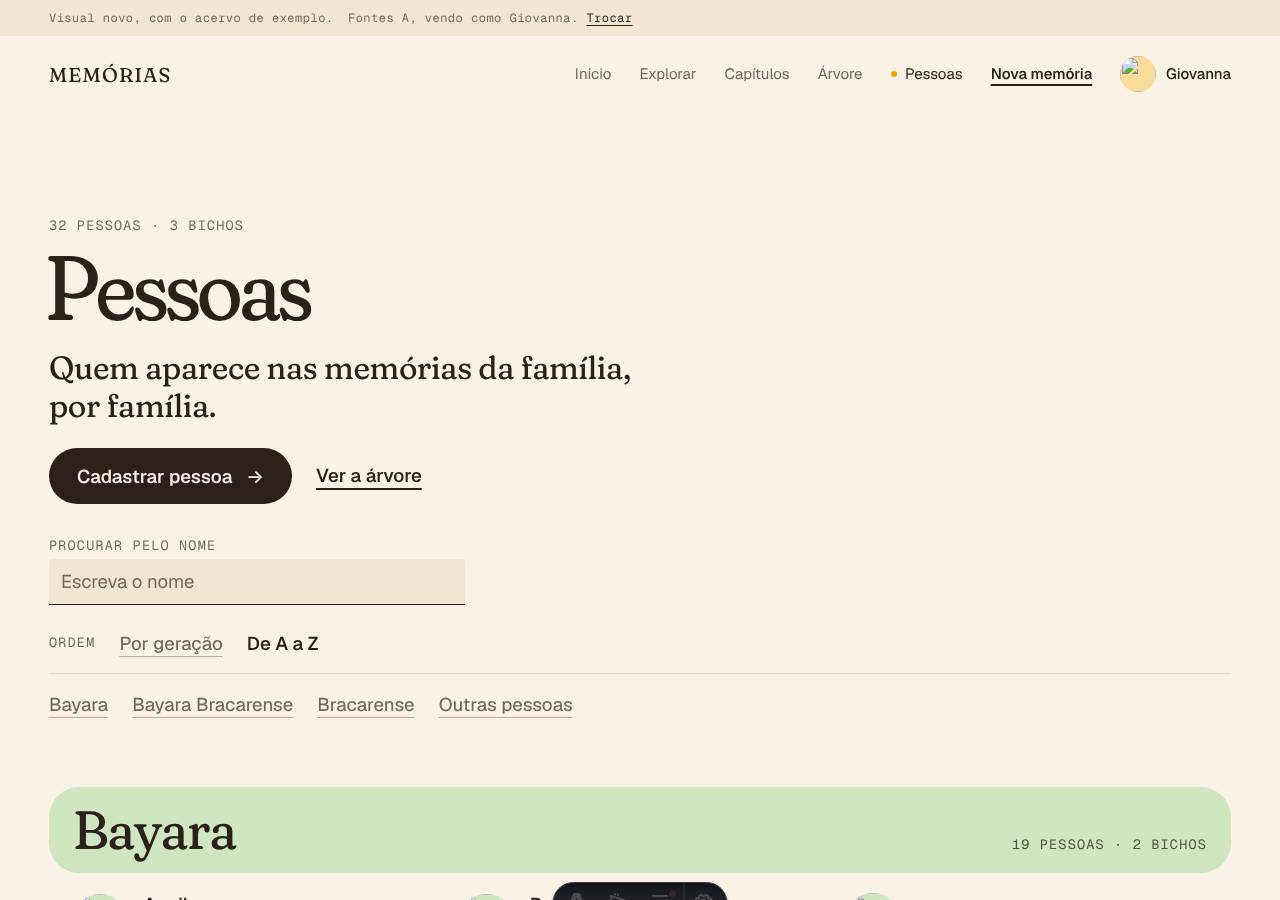 Visual novo, com o acervo de exemplo. Fontes A, vendo como Giovanna. Trocar
MEMÓRIAS
Início Explorar Capítulos Árvore Pessoas Nova memória Giovanna
32 PESSOAS · 3 BICHOS
Pessoas
Quem aparece nas memórias da família,
por família.
Cadastrar pessoa →
Ver a árvore
PROCURAR PELO NOME
Escreva o nome
ORDEM Por geração De A a Z
Bayara Bayara Bracarense Bracarense Outras pessoas
Bayara
19 PESSOAS · 2 BICHOS